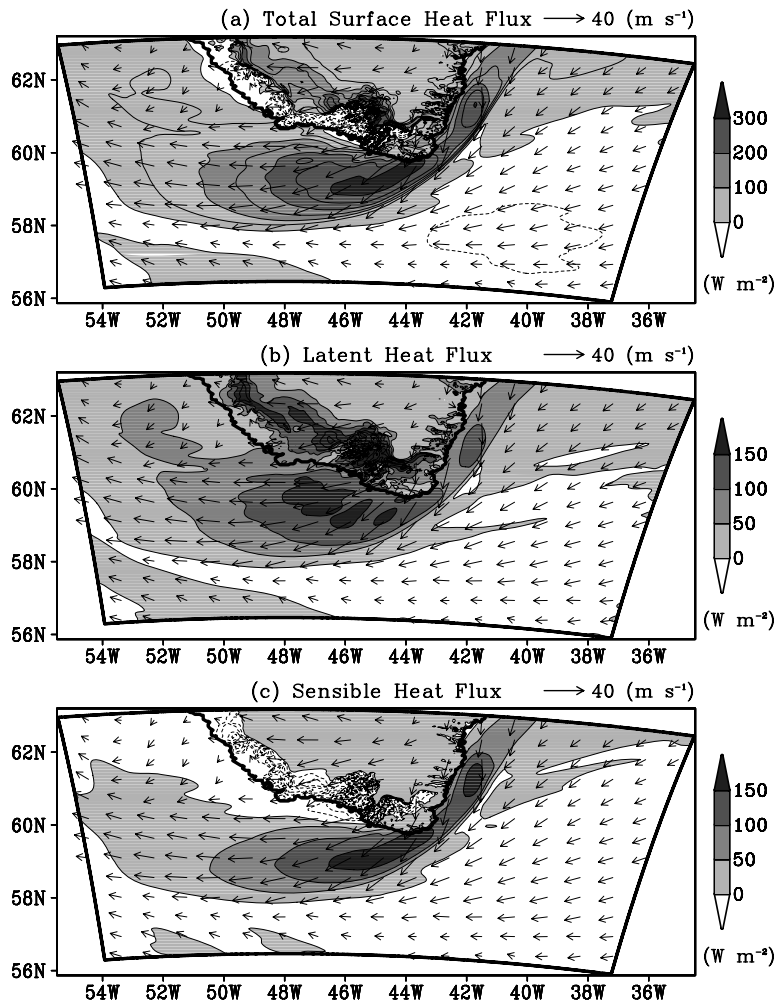 (a) Total Surface Heat Flux → 40 (m s⁻¹)
62N
60N
58N
56N
54W 52W 50W 48W 46W 44W 42W 40W 38W 36W
300
200
100
0
(W m⁻²)
(b) Latent Heat Flux → 40 (m s⁻¹)
62N
60N
58N
56N
54W 52W 50W 48W 46W 44W 42W 40W 38W 36W
150
100
50
0
(W m⁻²)
(c) Sensible Heat Flux → 40 (m s⁻¹)
62N
60N
58N
56N
54W 52W 50W 48W 46W 44W 42W 40W 38W 36W
150
100
50
0
(W m⁻²)